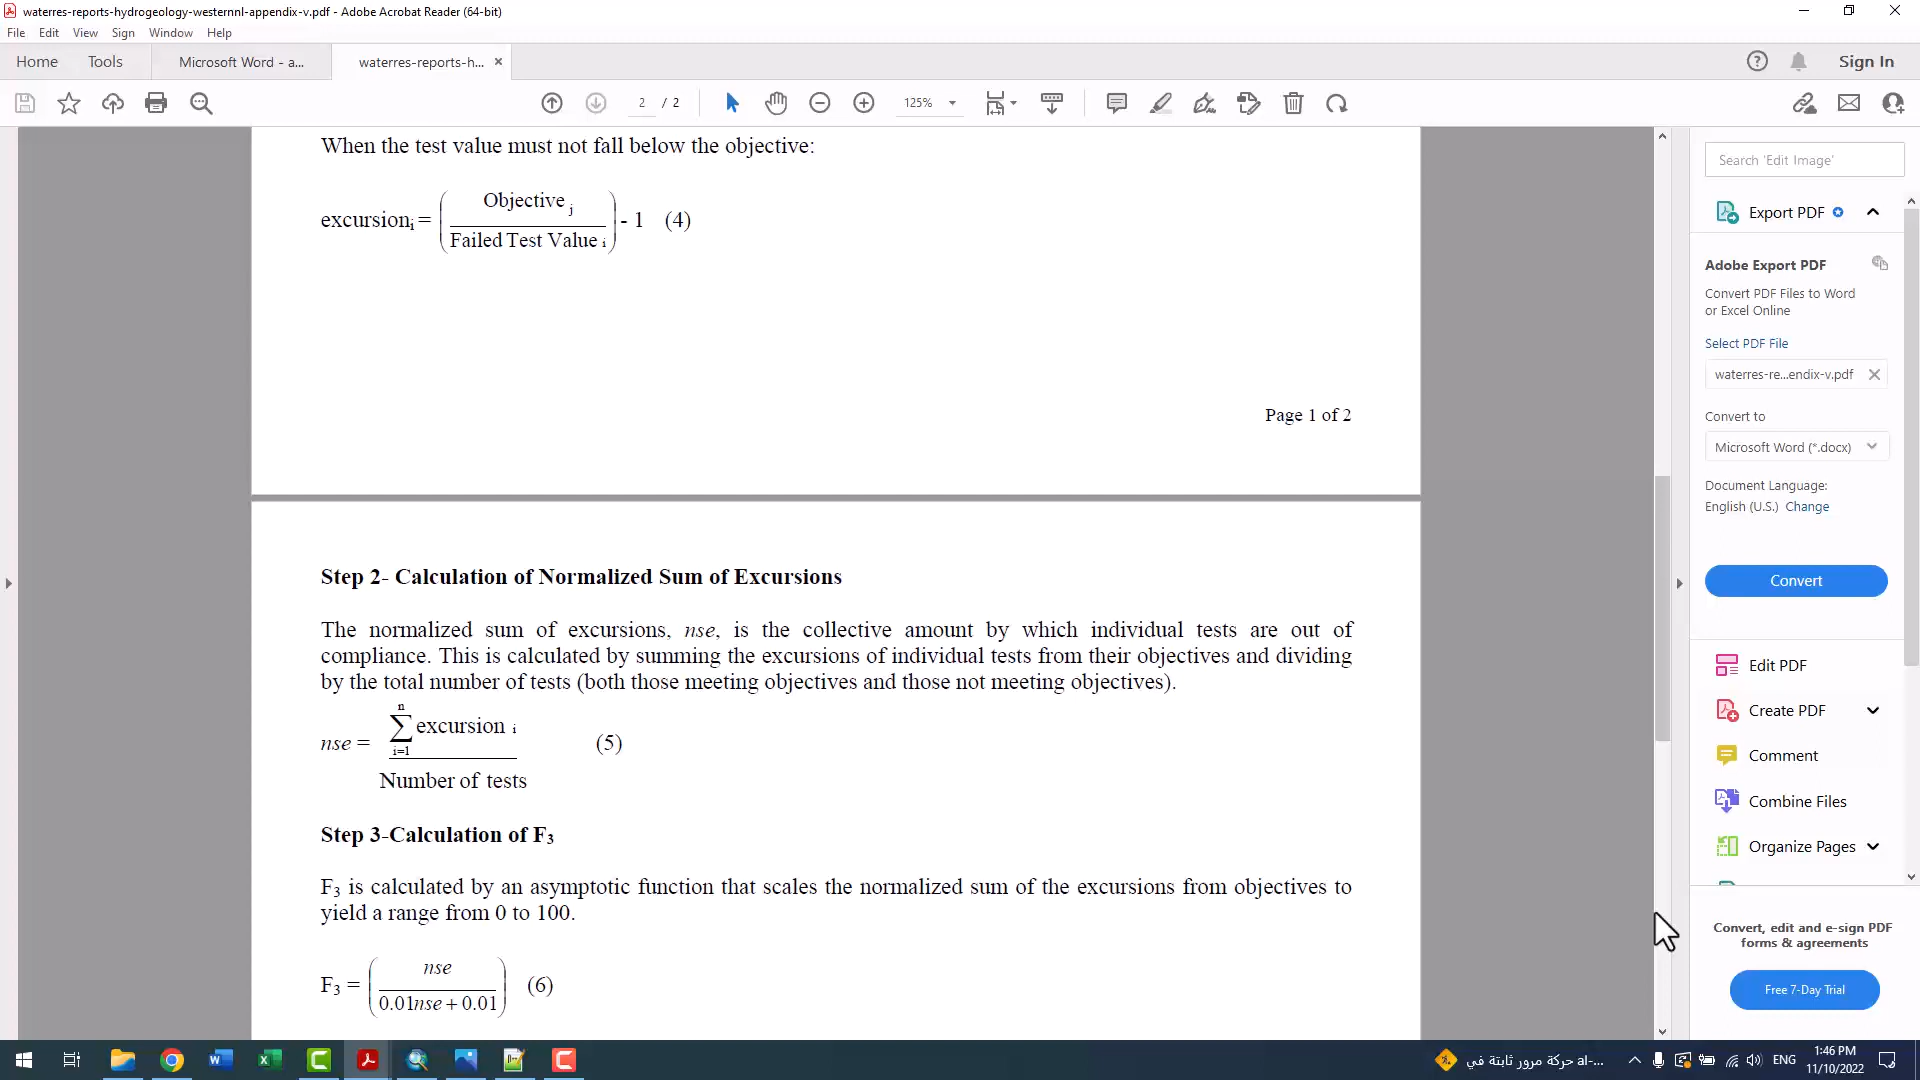 waterres-reports-hydrogeology-westernnl-appendix-v.pdf - Adobe Acrobat Reader (64-bit)
File Edit View Sign Window Help
Home Tools Microsoft Word - a... waterres-reports-h... × Sign In
2 / 2 125%
When the test value must not fall below the objective:
excursion i = ( Objective j / Failed Test Value i ) - 1 (4)
Page 1 of 2
Step 2- Calculation of Normalized Sum of Excursions
The normalized sum of excursions, nse, is the collective amount by which individual tests are out of
compliance. This is calculated by summing the excursions of individual tests from their objectives and dividing
by the total number of tests (both those meeting objectives and those not meeting objectives).
n
∑ excursion i
nse = i=1 (5)
Number of tests
Step 3-Calculation of F3
F3 is calculated by an asymptotic function that scales the normalized sum of the excursions from objectives to
yield a range from 0 to 100.
F3 = ( nse / 0.01nse + 0.01 ) (6)
Search 'Edit Image'
Export PDF
Adobe Export PDF
Convert PDF Files to Word
or Excel Online
Select PDF File
waterres-re...endix-v.pdf
Convert to
Microsoft Word (*.docx)
Document Language:
English (U.S.) Change
Convert
Edit PDF
Create PDF
Comment
Combine Files
Organize Pages
Convert, edit and e-sign PDF
forms & agreements
Free 7-Day Trial
حركة مرور ثابتة في al-...
ENG
1:46 PM
11/10/2022